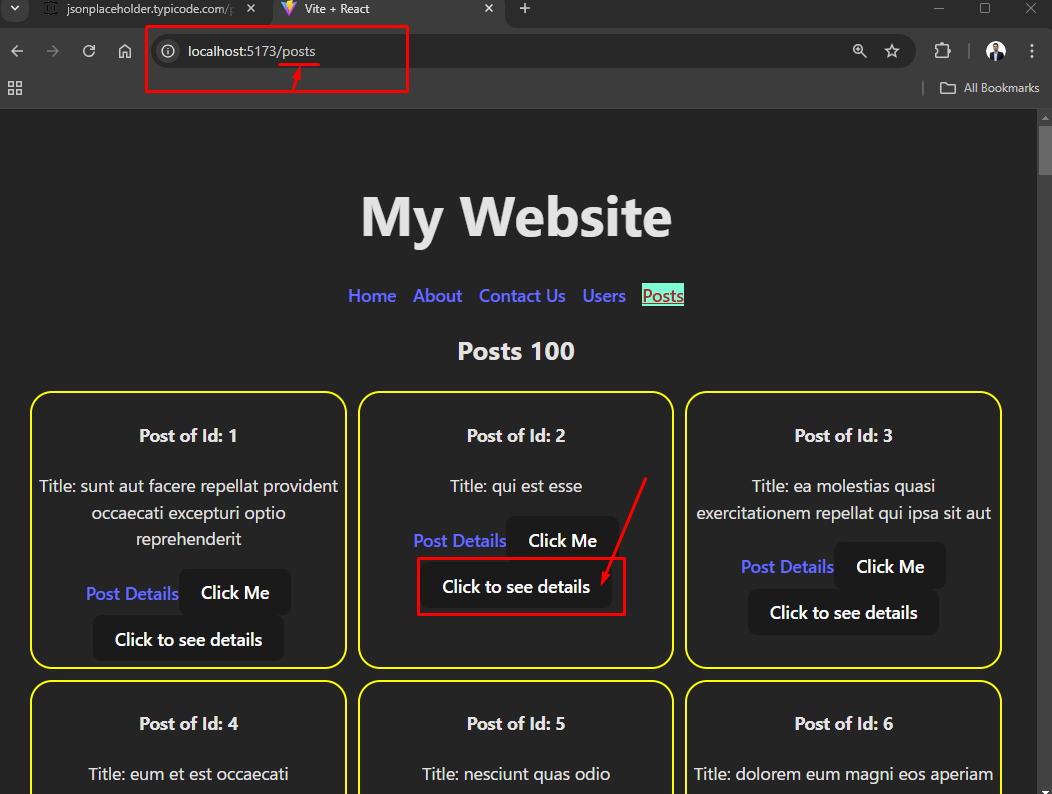 jsonplaceholder.typicode.com/p
Vite + React
localhost:5173/posts
All Bookmarks
My Website
Home About Contact Us Users Posts
Posts 100
Post of Id: 1
Title: sunt aut facere repellat provident
occaecati excepturi optio
reprehenderit
Post Details Click Me
Click to see details
Post of Id: 2
Title: qui est esse
Post Details Click Me
Click to see details
Post of Id: 3
Title: ea molestias quasi
exercitationem repellat qui ipsa sit aut
Post Details Click Me
Click to see details
Post of Id: 4
Title: eum et est occaecati
Post of Id: 5
Title: nesciunt quas odio
Post of Id: 6
Title: dolorem eum magni eos aperiam